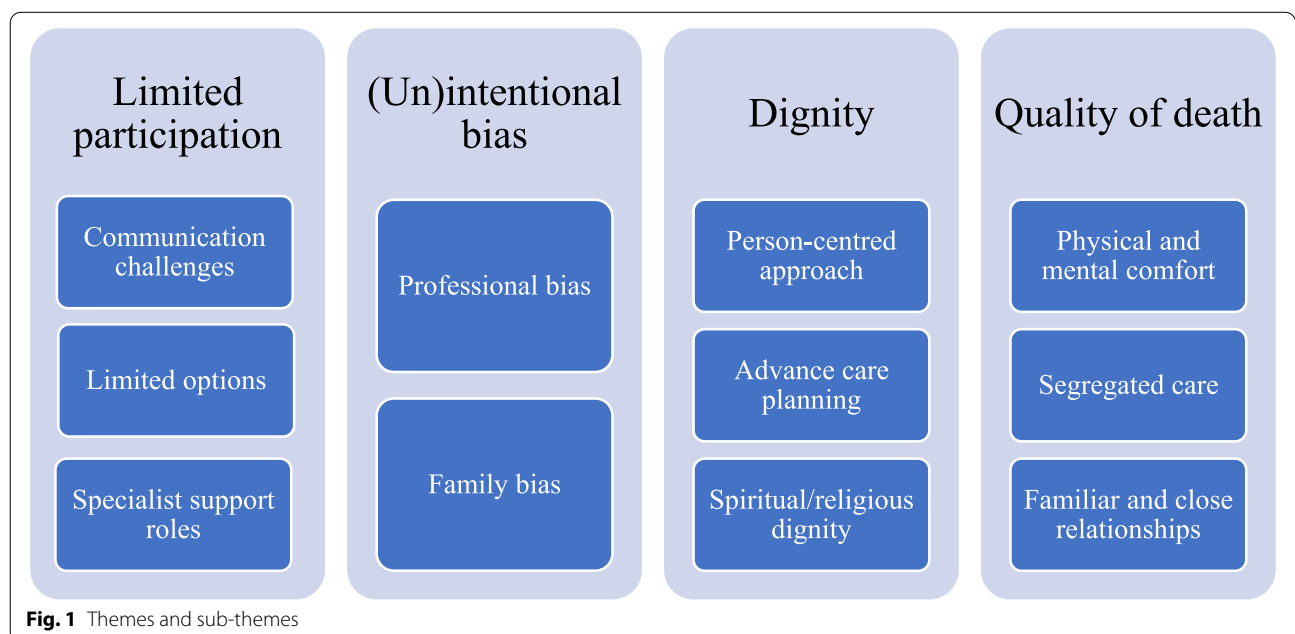 Limited
participation
Communication
challenges
Limited options
Specialist support
roles
(Un)intentional
bias
Professional bias
Family bias
Dignity
Person-centred
approach
Advance care
planning
Spiritual/religious
dignity
Quality of death
Physical and
mental comfort
Segregated care
Familiar and close
relationships
Fig. 1 Themes and sub-themes